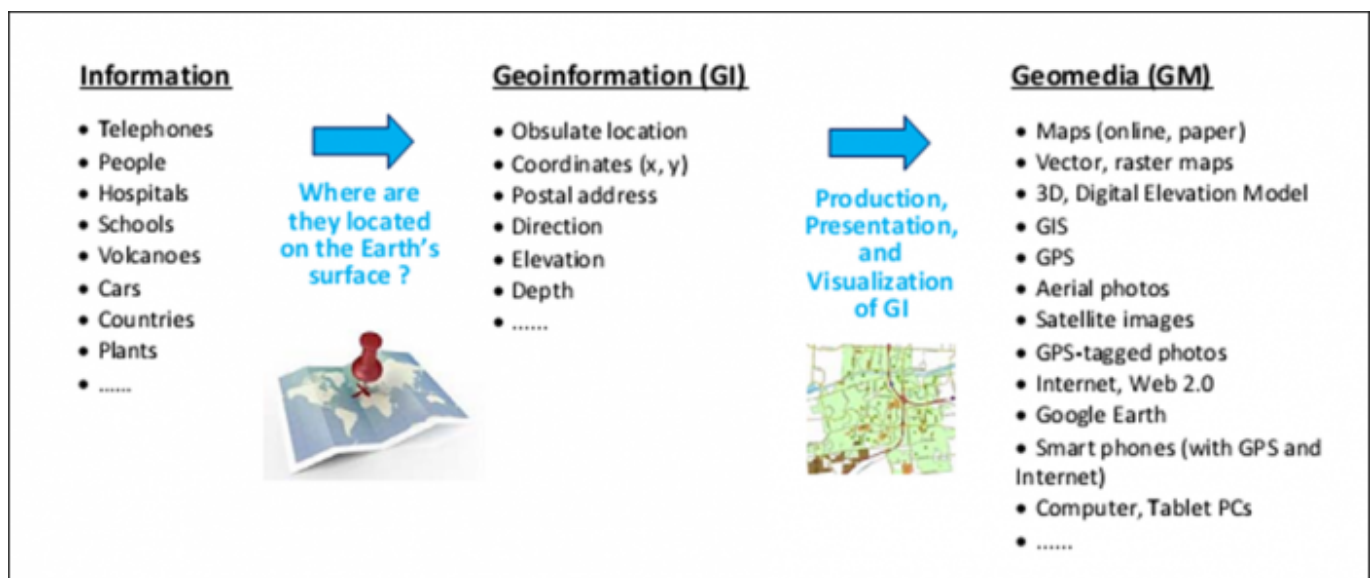 Information
• Telephones
• People
• Hospitals
• Schools
• Volcanoes
• Cars
• Countries
• Plants
• ......
Where are
they located
on the Earth's
surface ?
Geoinformation (GI)
• Obsulate location
• Coordinates (x, y)
• Postal address
• Direction
• Elevation
• Depth
• ......
Production,
Presentation,
and
Visualization
of GI
Geomedia (GM)
• Maps (online, paper)
• Vector, raster maps
• 3D, Digital Elevation Model
• GIS
• GPS
• Aerial photos
• Satellite images
• GPS-tagged photos
• Internet, Web 2.0
• Google Earth
• Smart phones (with GPS and
Internet)
• Computer, Tablet PCs
• ......